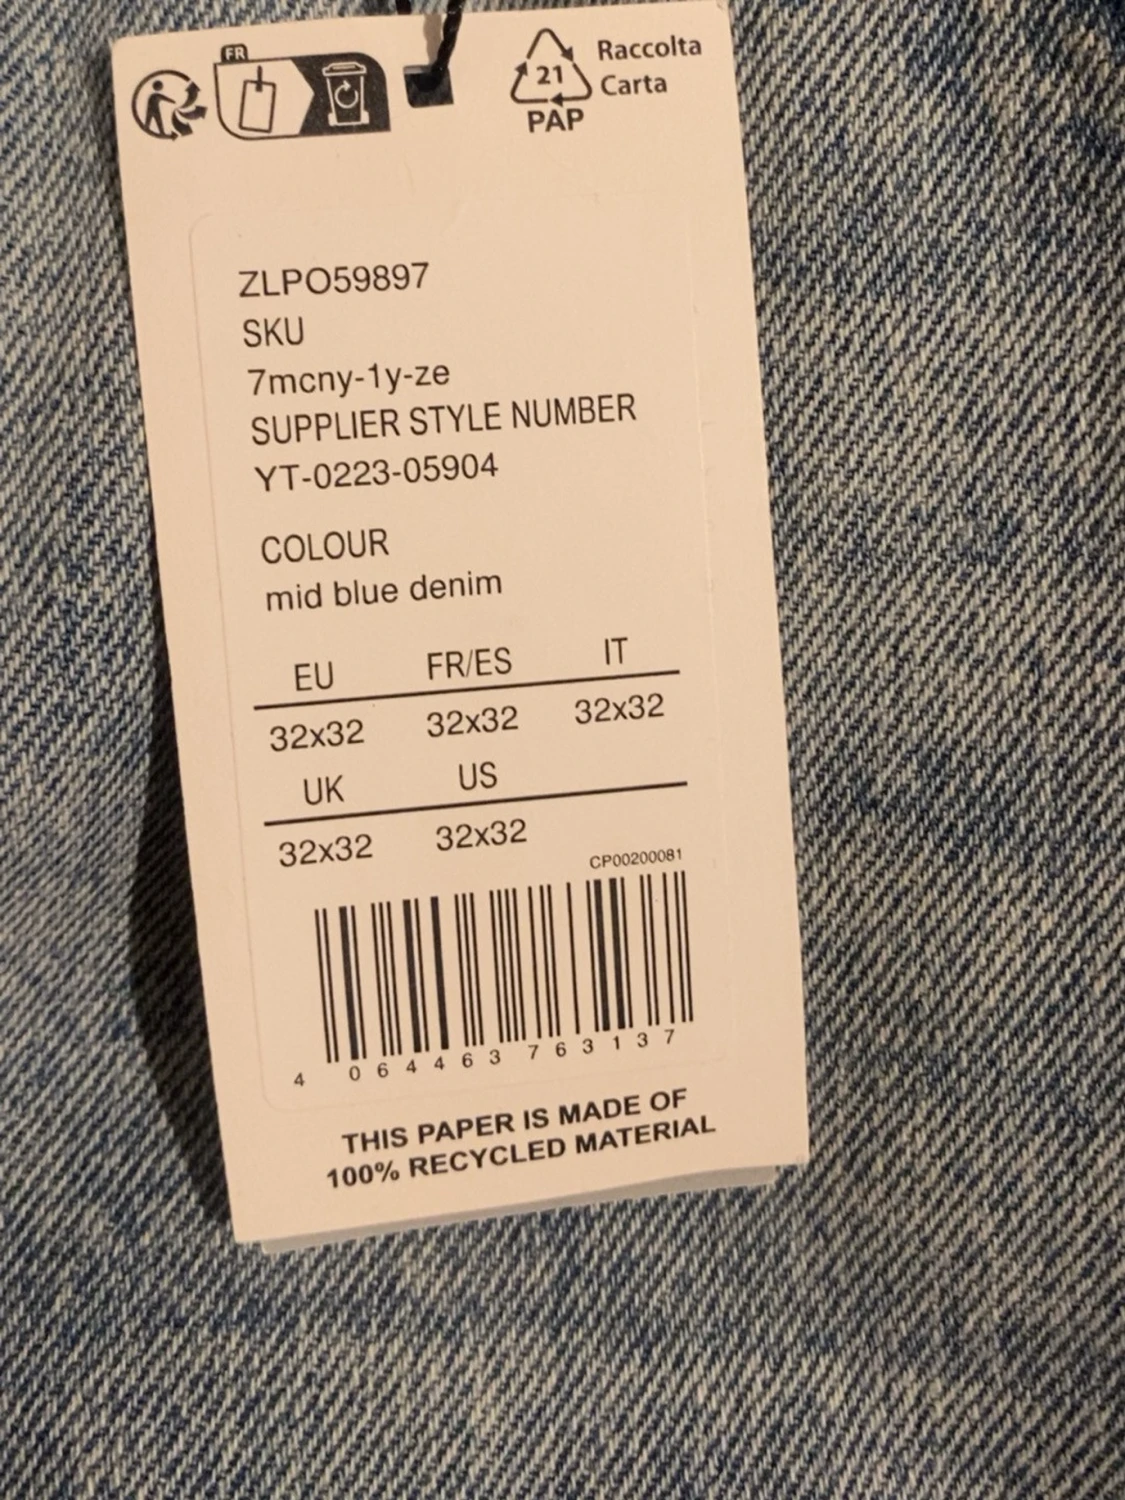 FR
21
PAP
Raccolta
Carta
ZLPO59897
SKU
7mcny-1y-ze
SUPPLIER STYLE NUMBER
YT-0223-05904
COLOUR
mid blue denim
EU FR/ES IT
32x32 32x32 32x32
UK US
32x32 32x32
CP00200081
4 064463 763137
THIS PAPER IS MADE OF
100% RECYCLED MATERIAL